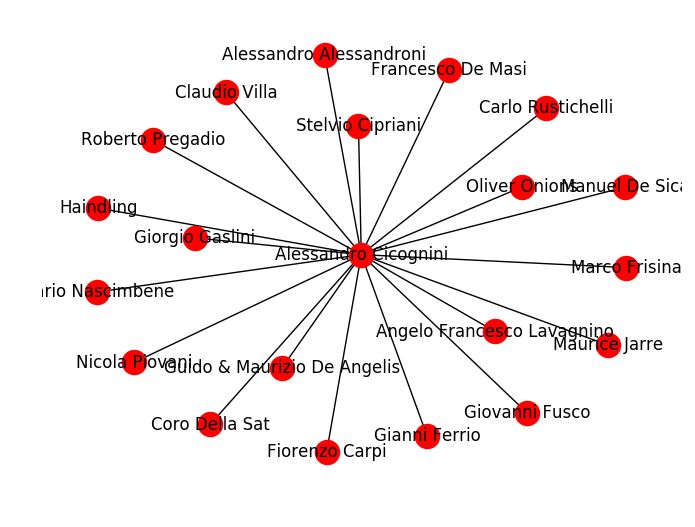 Alessandro Alessandroni
Francesco De Masi
Claudio Villa
Carlo Rustichelli
Stelvio Cipriani
Roberto Pregadio
Oliver Onions
Manuel De Sica
Haindling
Giorgio Gaslini
Alessandro Cicognini
Marco Frisina
Nascimbene
Angelo Francesco Lavagnino
Maurice Jarre
Nicola Piovani
Guido & Maurizio De Angelis
Giovanni Fusco
Coro Della Sat
Gianni Ferrio
Fiorenzo Carpi